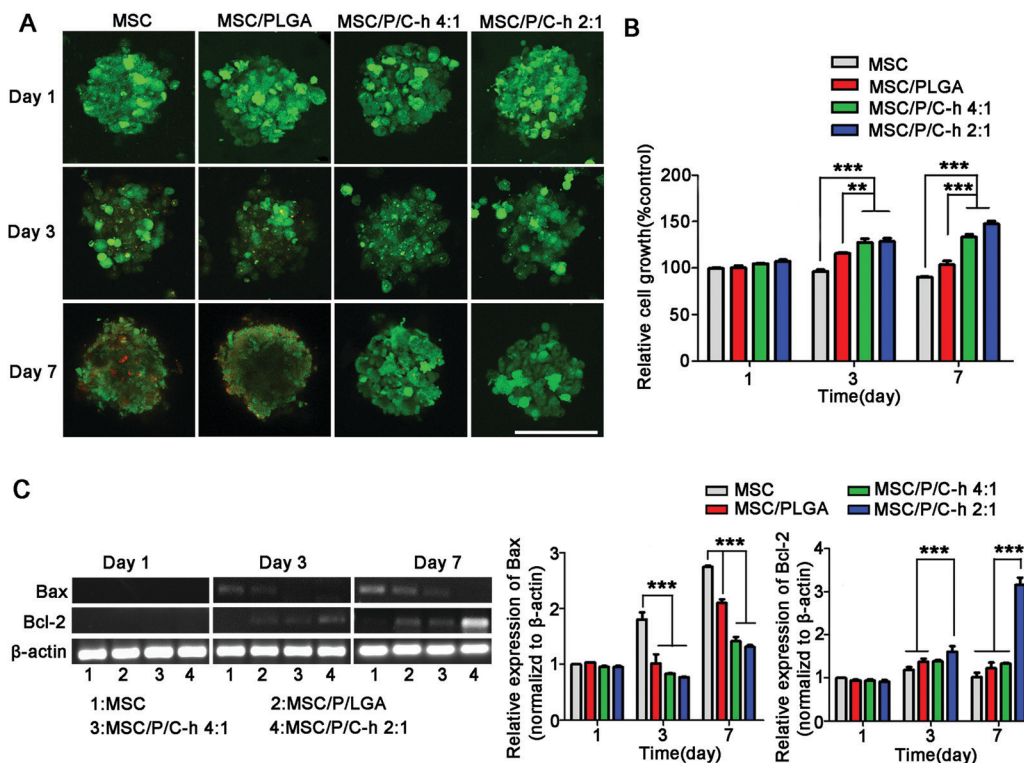 A
MSC
MSC/PLGA
MSC/P/C-h 4:1
MSC/P/C-h 2:1
Day 1
Day 3
Day 7
B
MSC
MSC/PLGA
MSC/P/C-h 4:1
MSC/P/C-h 2:1
Relative cell growth(%control)
200
150
100
50
0
***
**
***
***
1
3
7
Time(day)
C
Day 1
Day 3
Day 7
Bax
Bcl-2
β-actin
1 2 3 4 1 2 3 4 1 2 3 4
1:MSC
2:MSC/P/LGA
3:MSC/P/C-h 4:1
4:MSC/P/C-h 2:1
MSC
MSC/PLGA
MSC/P/C-h 4:1
MSC/P/C-h 2:1
Relative expression of Bax
(normalizd to β-actin)
3
2
1
0
***
***
1
3
7
Time(day)
Relative expression of Bcl-2
(normalizd to β-actin)
4
3
2
1
0
***
***
1
3
7
Time(day)